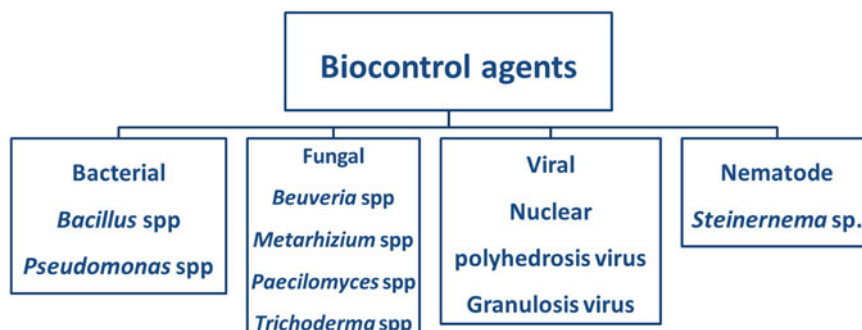 Biocontrol agents
Bacterial
Bacillus spp
Pseudomonas spp
Fungal
Beuveria spp
Metarhizium spp
Paecilomyces spp
Trichoderma spp
Viral
Nuclear
polyhedrosis virus
Granulosis virus
Nematode
Steinernema sp.